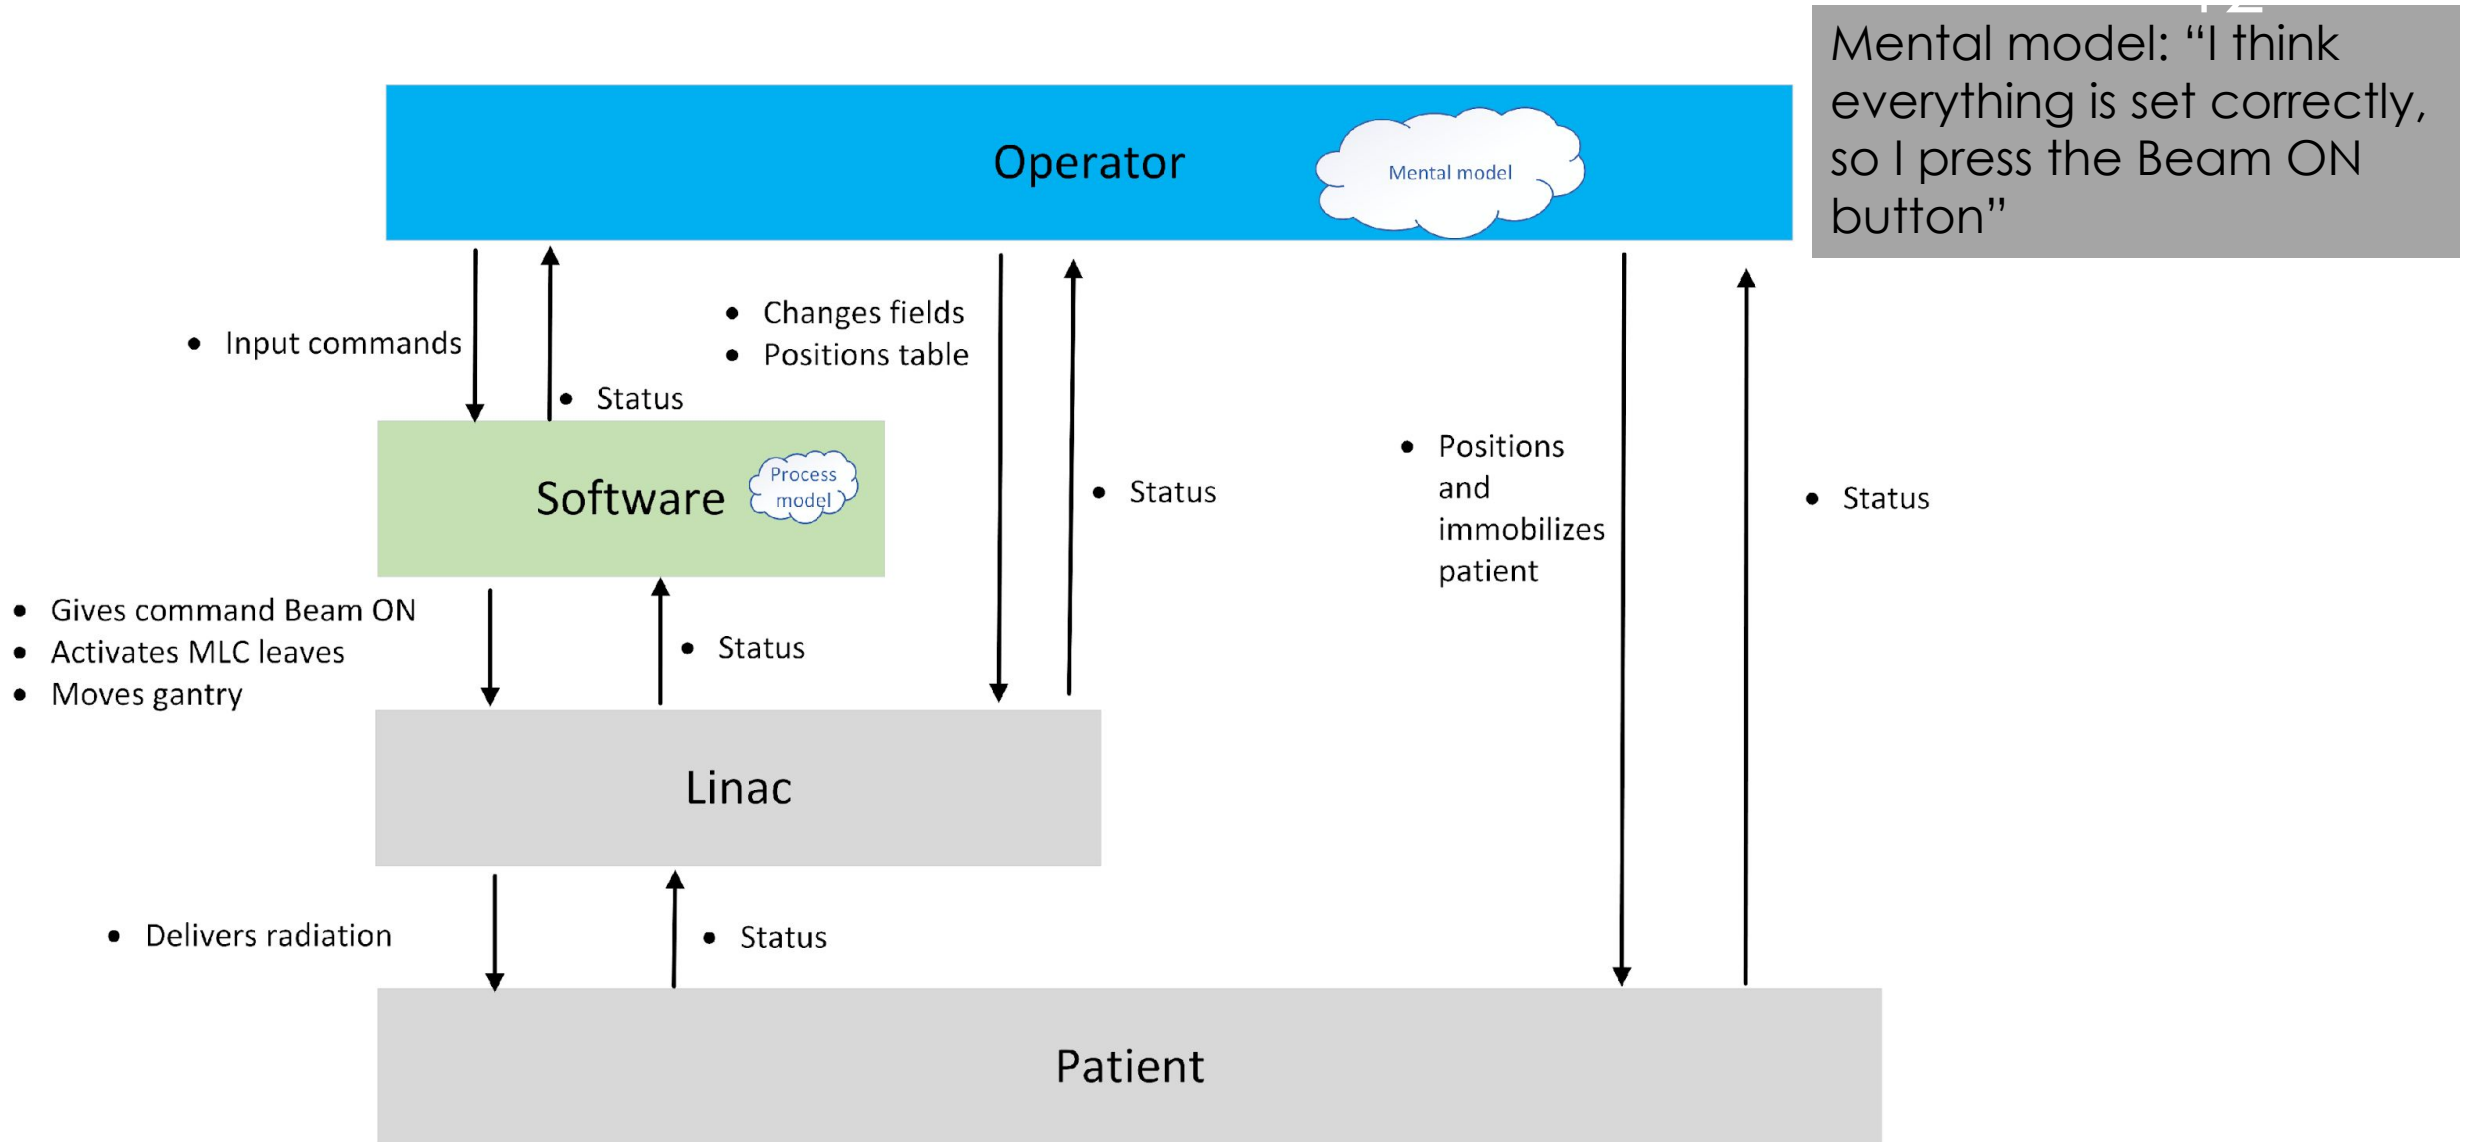 Mental model: “I think
everything is set correctly,
so I press the Beam ON
button”
Operator
Mental model
• Input commands
• Status
• Changes fields
• Positions table
• Status
• Positions
and
immobilizes
patient
• Status
Software
Process
model
• Gives command Beam ON
• Activates MLC leaves
• Moves gantry
• Status
Linac
• Delivers radiation
• Status
Patient